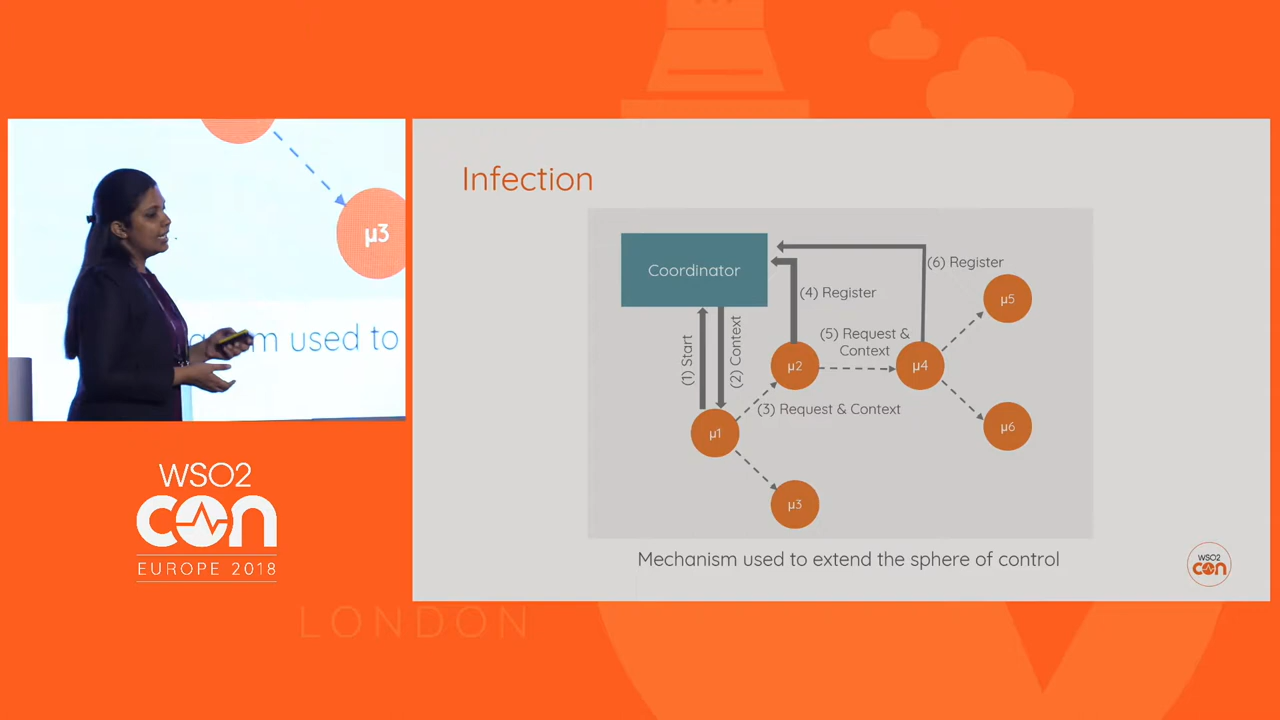 µ3
m used to
WSO2
con
EUROPE 2018
LONDON
Infection
Coordinator
(6) Register
(4) Register
µ5
(1) Start
(2) Context
(5) Request &
Context
µ2
µ4
(3) Request & Context
µ1
µ6
µ3
Mechanism used to extend the sphere of control
WSO2
con